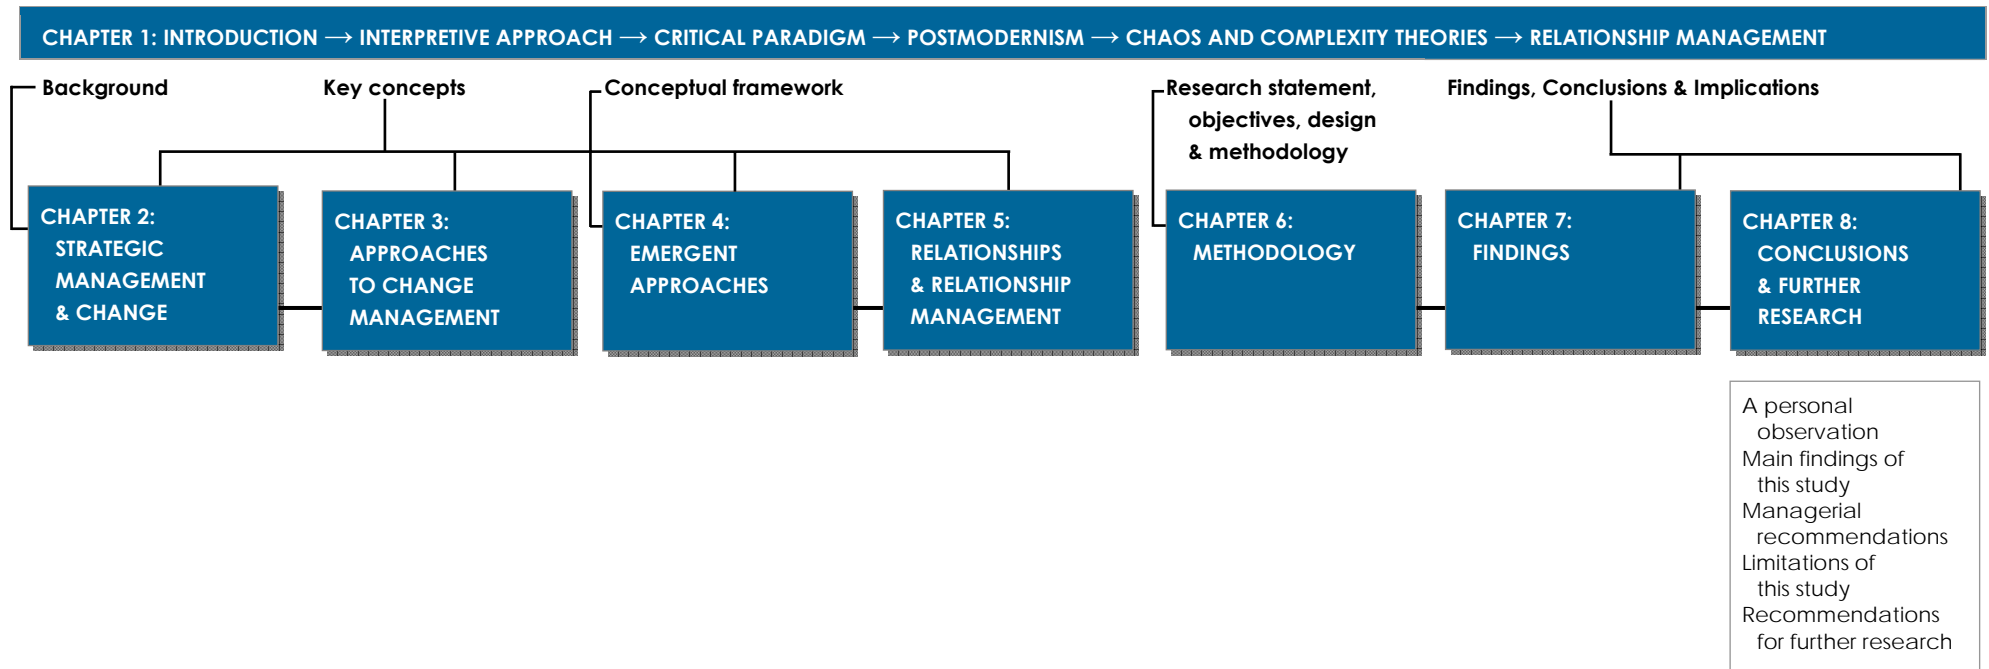 CHAPTER 1: INTRODUCTION → INTERPRETIVE APPROACH → CRITICAL PARADIGM → POSTMODERNISM → CHAOS AND COMPLEXITY THEORIES → RELATIONSHIP MANAGEMENT
Background
Key concepts
Conceptual framework
Research statement,
objectives, design
& methodology
Findings, Conclusions & Implications
CHAPTER 2:
STRATEGIC
MANAGEMENT
& CHANGE
CHAPTER 3:
APPROACHES
TO CHANGE
MANAGEMENT
CHAPTER 4:
EMERGENT
APPROACHES
CHAPTER 5:
RELATIONSHIPS
& RELATIONSHIP
MANAGEMENT
CHAPTER 6:
METHODOLOGY
CHAPTER 7:
FINDINGS
CHAPTER 8:
CONCLUSIONS
& FURTHER
RESEARCH
A personal
observation
Main findings of
this study
Managerial
recommendations
Limitations of
this study
Recommendations
for further research